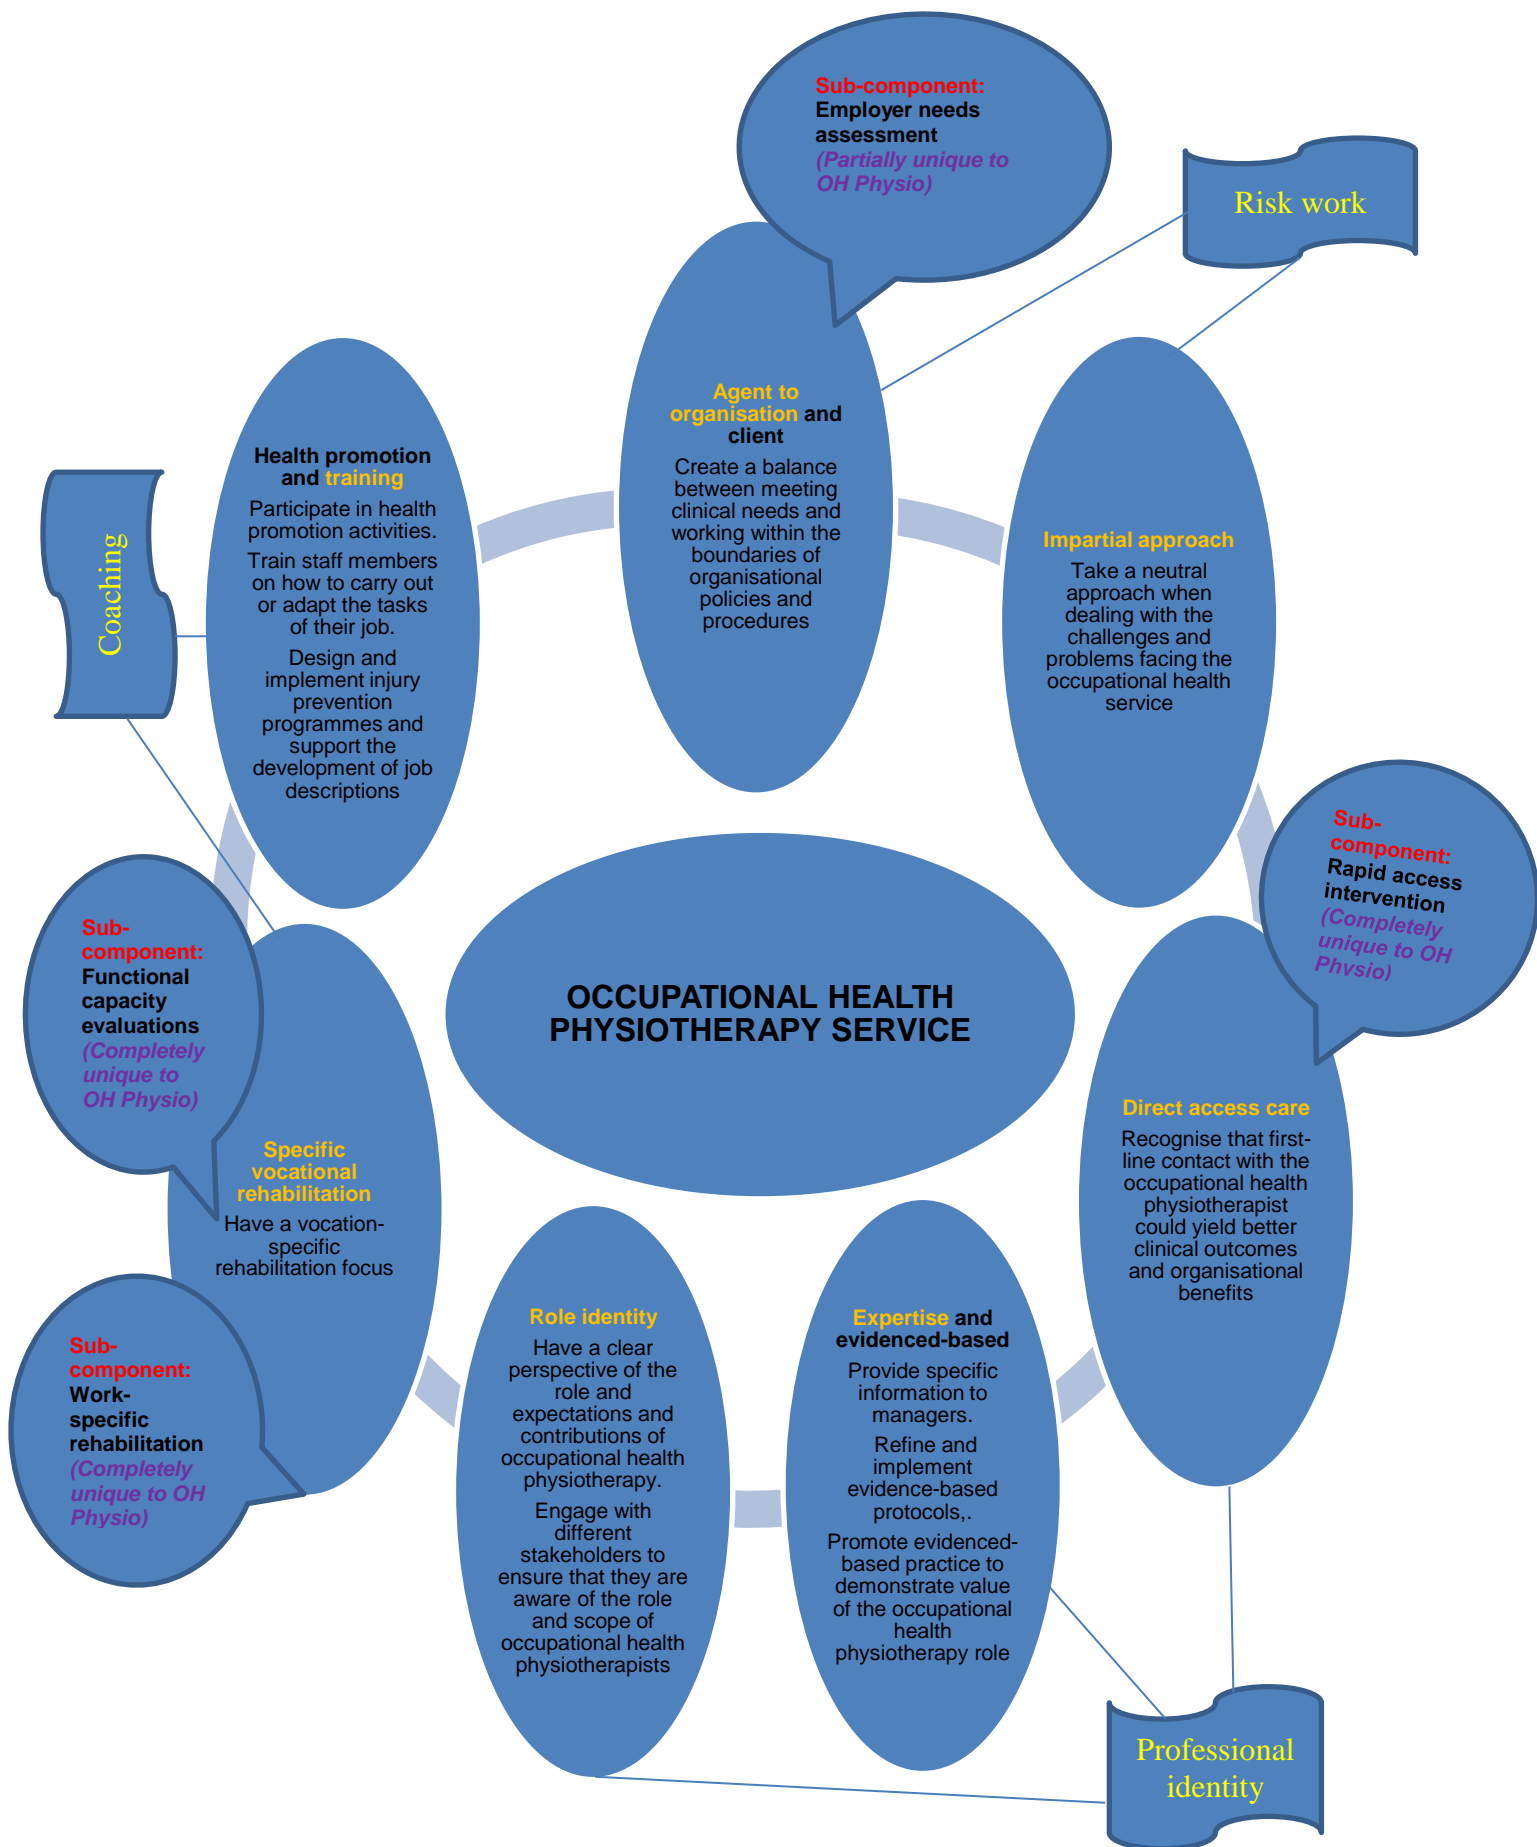 Sub-component:
Employer needs
assessment
(Partially unique to
OH Physio)
Risk work
Agent to
organisation and
client
Create a balance
between meeting
clinical needs and
working within the
boundaries of
organisational
policies and
procedures
Health promotion
and training
Participate in health
promotion activities.
Train staff members
on how to carry out
or adapt the tasks
of their job.
Design and
implement injury
prevention
programmes and
support the
development of job
descriptions
Coaching
Impartial approach
Take a neutral
approach when
dealing with the
challenges and
problems facing the
occupational health
service
Sub-
component:
Rapid access
intervention
(Completely
unique to OH
Physio)
Sub-
component:
Functional
capacity
evaluations
(Completely
unique to
OH Physio)
OCCUPATIONAL HEALTH
PHYSIOTHERAPY SERVICE
Direct access care
Recognise that first-
line contact with the
occupational health
physiotherapist
could yield better
clinical outcomes
and organisational
benefits
Specific
vocational
rehabilitation
Have a vocation-
specific
rehabilitation focus
Sub-
component:
Work-
specific
rehabilitation
(Completely
unique to OH
Physio)
Role identity
Have a clear
perspective of the
role and
expectations and
contributions of
occupational health
physiotherapy.
Engage with
different
stakeholders to
ensure that they are
aware of the role
and scope of
occupational health
physiotherapists
Expertise and
evidenced-based
Provide specific
information to
managers.
Refine and
implement
evidence-based
protocols,.
Promote evidenced-
based practice to
demonstrate value
of the occupational
health
physiotherapy role
Professional
identity